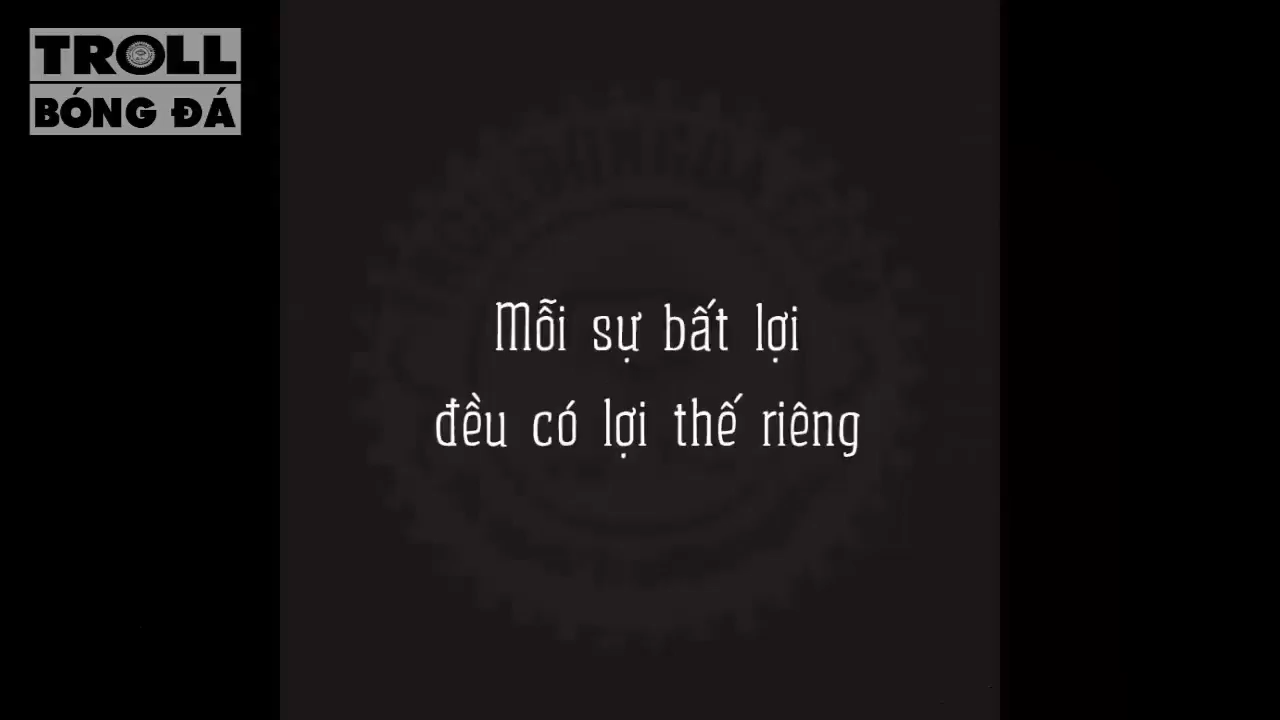 TROLL
BÓNG ĐÁ
Mỗi sự bất lợi
đều có lợi thế riêng